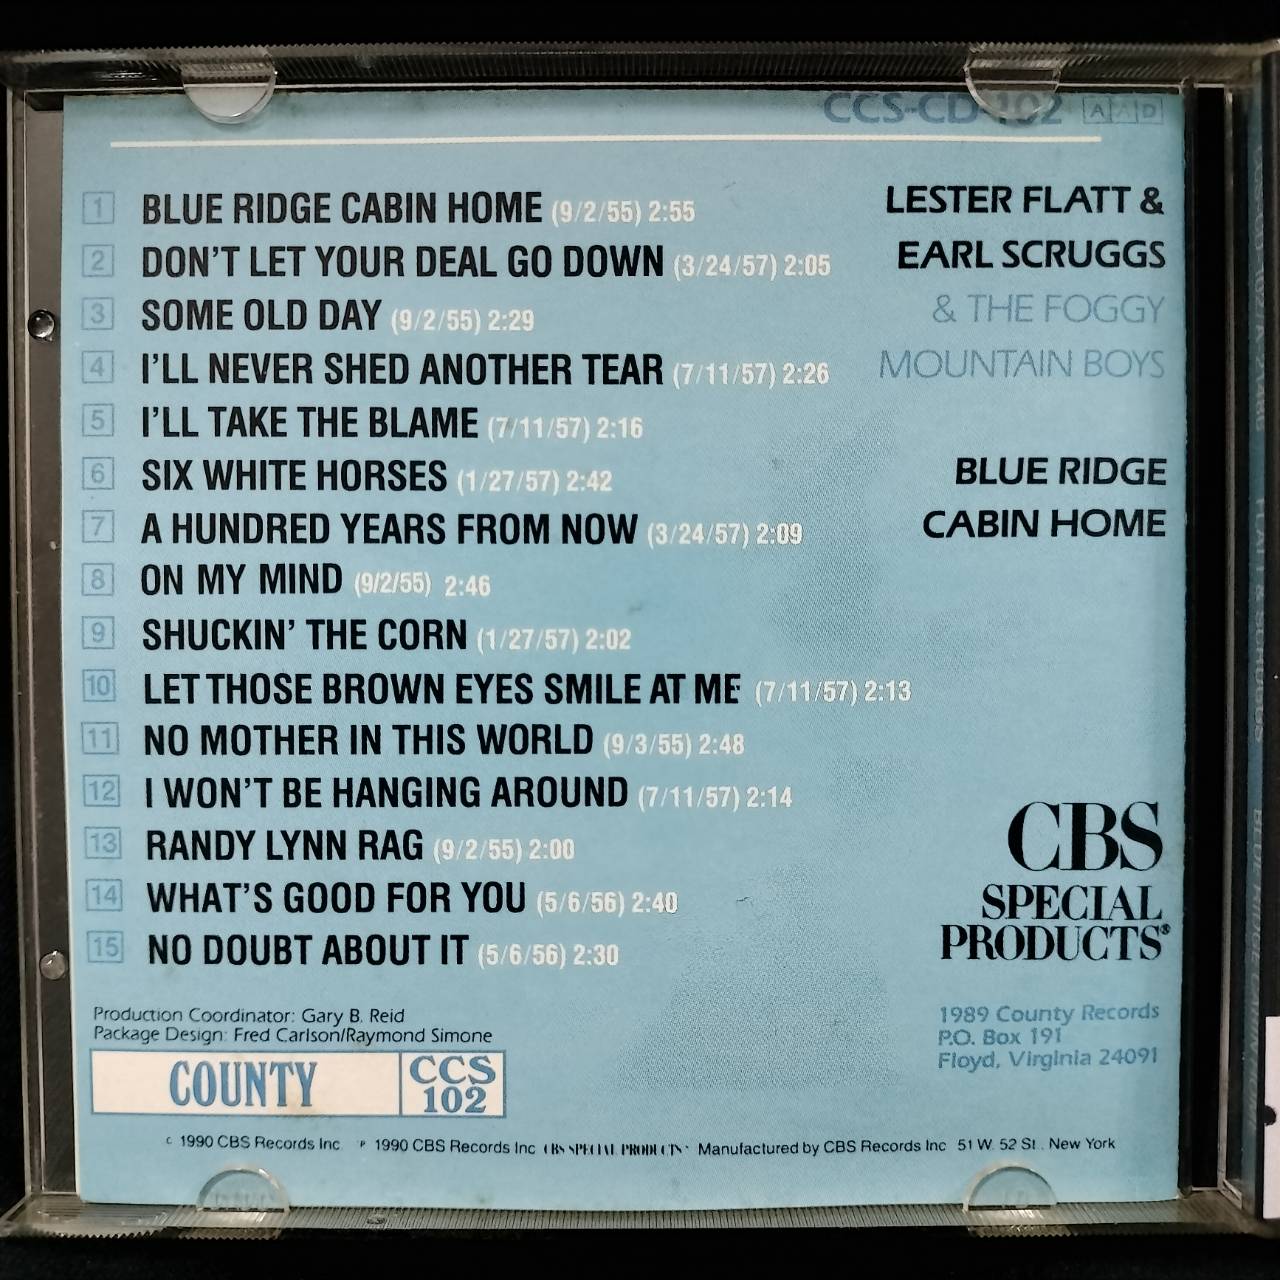 CCS-CD-102 AAD
1 BLUE RIDGE CABIN HOME (9/2/55) 2:55
2 DON'T LET YOUR DEAL GO DOWN (3/24/57) 2:05
3 SOME OLD DAY (9/2/55) 2:29
4 I'LL NEVER SHED ANOTHER TEAR (7/11/57) 2:26
5 I'LL TAKE THE BLAME (7/11/57) 2:16
6 SIX WHITE HORSES (1/27/57) 2:42
7 A HUNDRED YEARS FROM NOW (3/24/57) 2:09
8 ON MY MIND (9/2/55) 2:46
9 SHUCKIN' THE CORN (1/27/57) 2:02
10 LET THOSE BROWN EYES SMILE AT ME (7/11/57) 2:13
11 NO MOTHER IN THIS WORLD (9/3/55) 2:48
12 I WON'T BE HANGING AROUND (7/11/57) 2:14
13 RANDY LYNN RAG (9/2/55) 2:00
14 WHAT'S GOOD FOR YOU (5/6/56) 2:40
15 NO DOUBT ABOUT IT (5/6/56) 2:30
LESTER FLATT &
EARL SCRUGGS
& THE FOGGY
MOUNTAIN BOYS
BLUE RIDGE
CABIN HOME
CBS
SPECIAL
PRODUCTS®
Production Coordinator: Gary B. Reid
Package Design: Fred Carlson/Raymond Simone
COUNTY
CCS
102
1989 County Records
P.O. Box 191
Floyd, Virginia 24091
© 1990 CBS Records Inc. ℗ 1990 CBS Records Inc CBS SPECIAL PRODUCTS Manufactured by CBS Records Inc 51 W. 52 St., New York